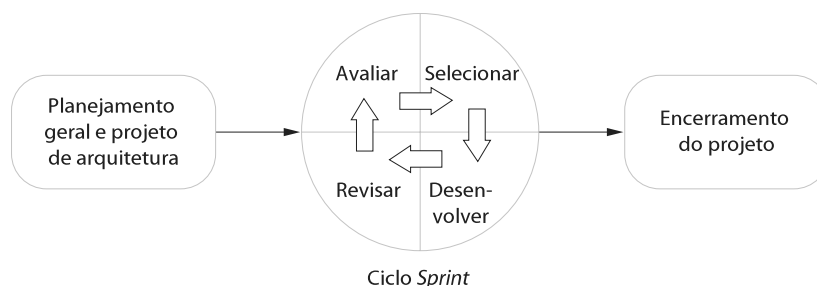 Planejamento
geral e projeto
de arquitetura
Avaliar
Selecionar
Revisar
Desen-
volver
Encerramento
do projeto
Ciclo Sprint